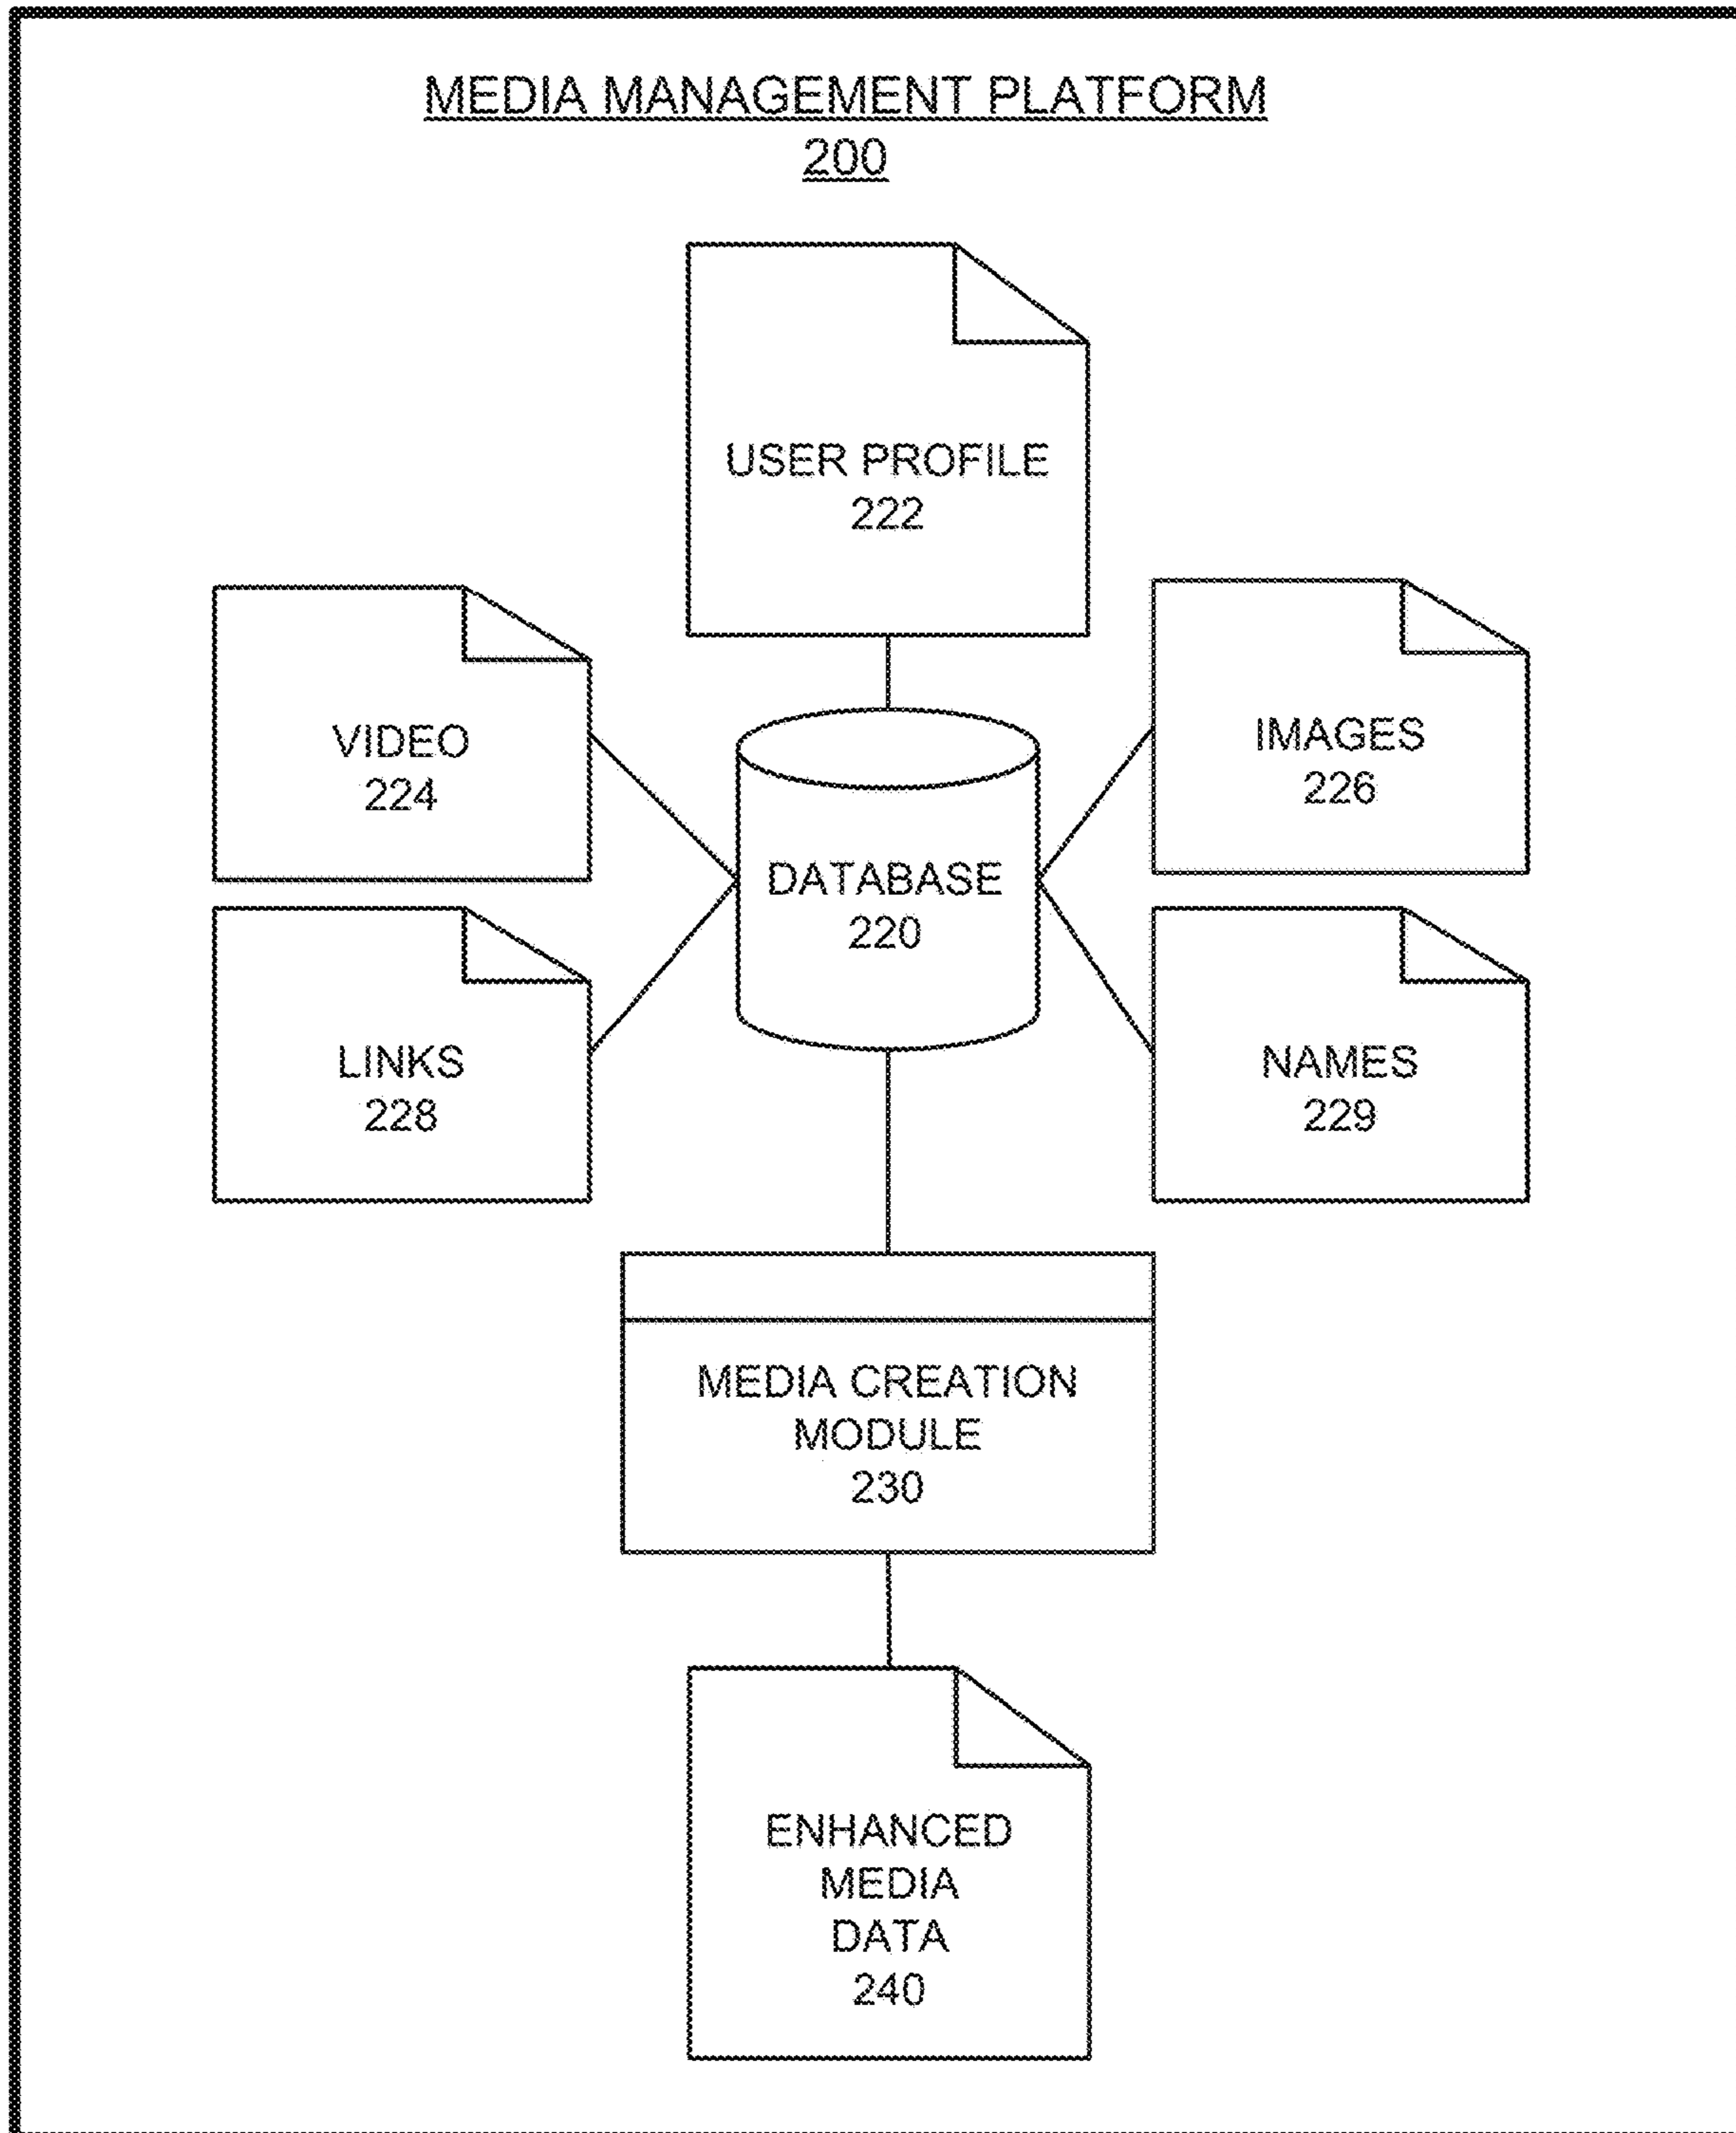 MEDIA MANAGEMENT PLATFORM
200
USER PROFILE
222
VIDEO
224
IMAGES
226
DATABASE
220
LINKS
228
NAMES
229
MEDIA CREATION
MODULE
230
ENHANCED
MEDIA
DATA
240